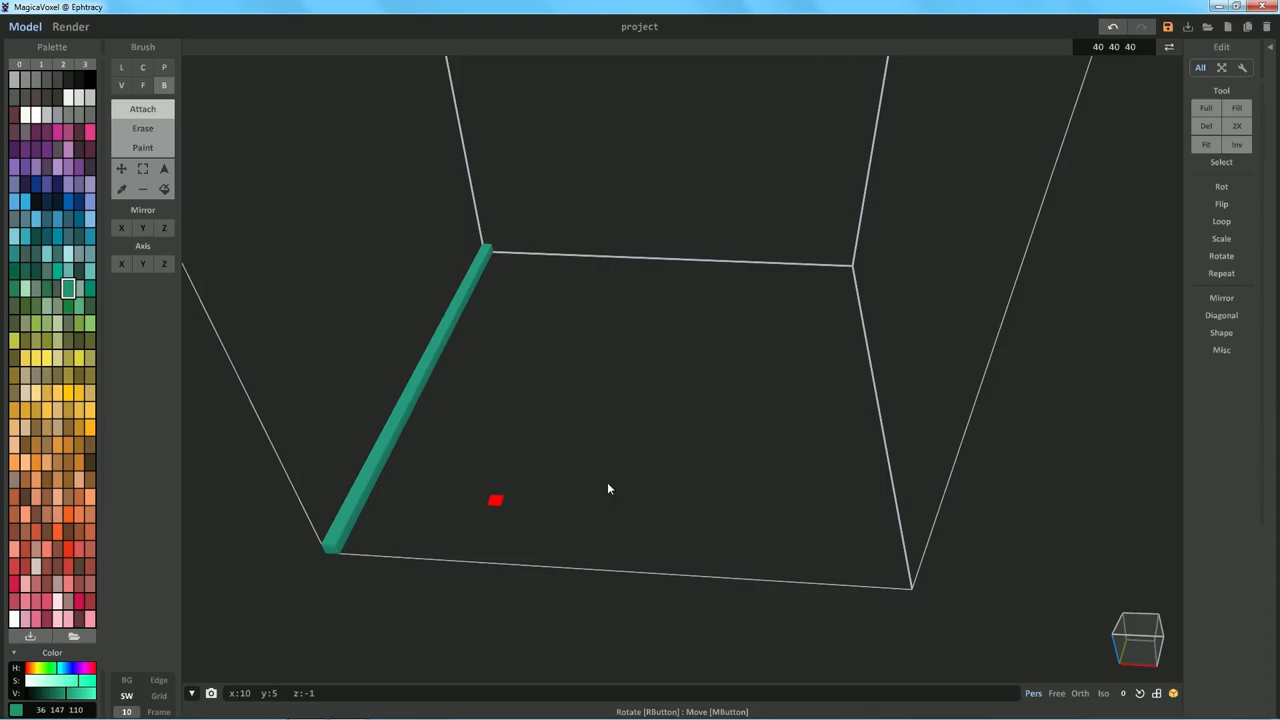 MagicaVoxel @ Ephtracy
Model Render
project
Palette
Brush
40 40 40
Edit
0 1 2 3
L C P
All
V F B
Tool
Attach
Full Fill
Erase
Del 2X
Paint
Fit Inv
Select
Rot
Mirror
Flip
X Y Z
Loop
Axis
Scale
X Y Z
Rotate
Repeat
Mirror
Diagonal
Shape
Misc
Color
H:
S:
V:
BG Edge
SW Grid
10 Frame
x:10 y:5 z:-1
Pers Free Orth Iso 0
36 147 110
Rotate [RButton] : Move [MButton]